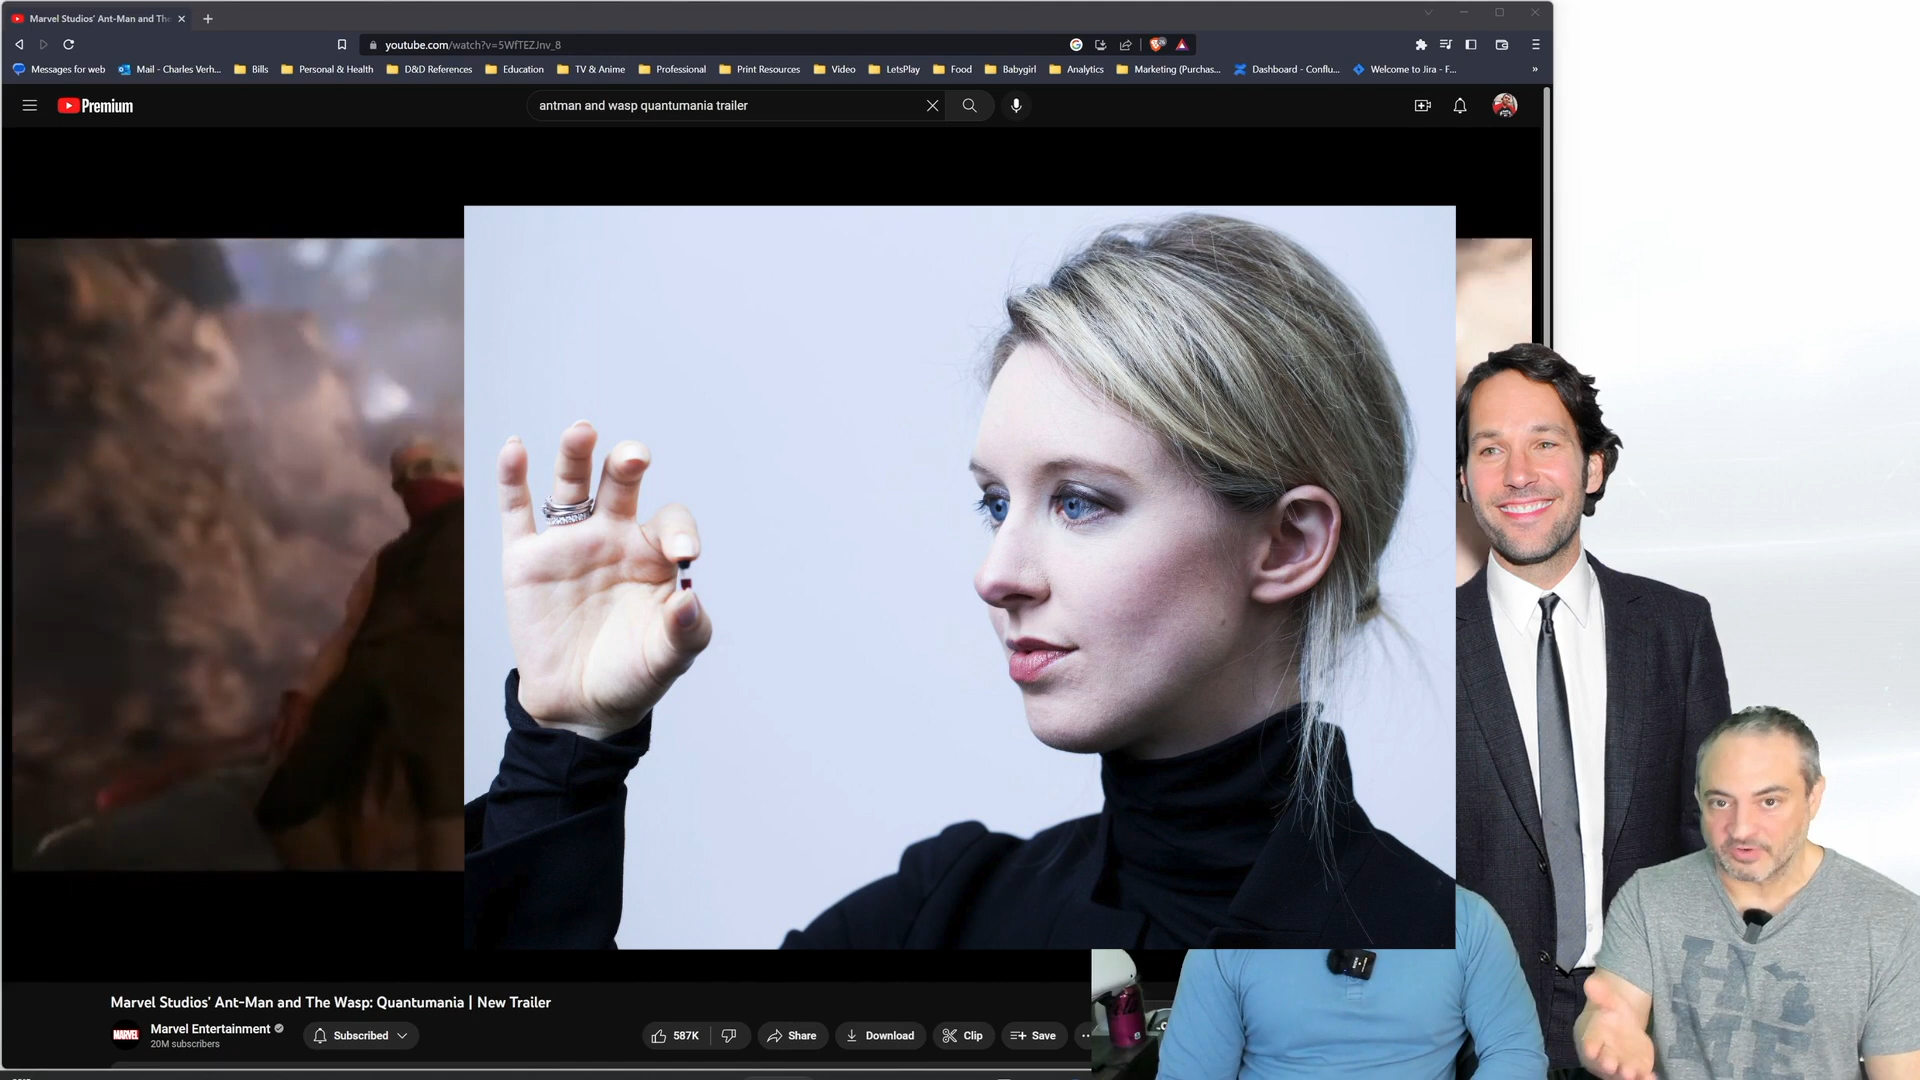 Marvel Studios' Ant-Man and Th
youtube.com/watch?v=5WfTEZJnv_8
Messages for web
Mail - Charles Verh...
Bills
Personal & Health
D&D References
Education
TV & Anime
Professional
Print Resources
Video
LetsPlay
Food
Babygirl
Analytics
Marketing (Purchas...
Dashboard - Conflu...
Welcome to Jira - F...
»
Premium
antman and wasp quantumania trailer
Marvel Studios' Ant-Man and The Wasp: Quantumania | New Trailer
MARVEL
Marvel Entertainment
20M subscribers
Subscribed
587K
Share
Download
Clip
Save